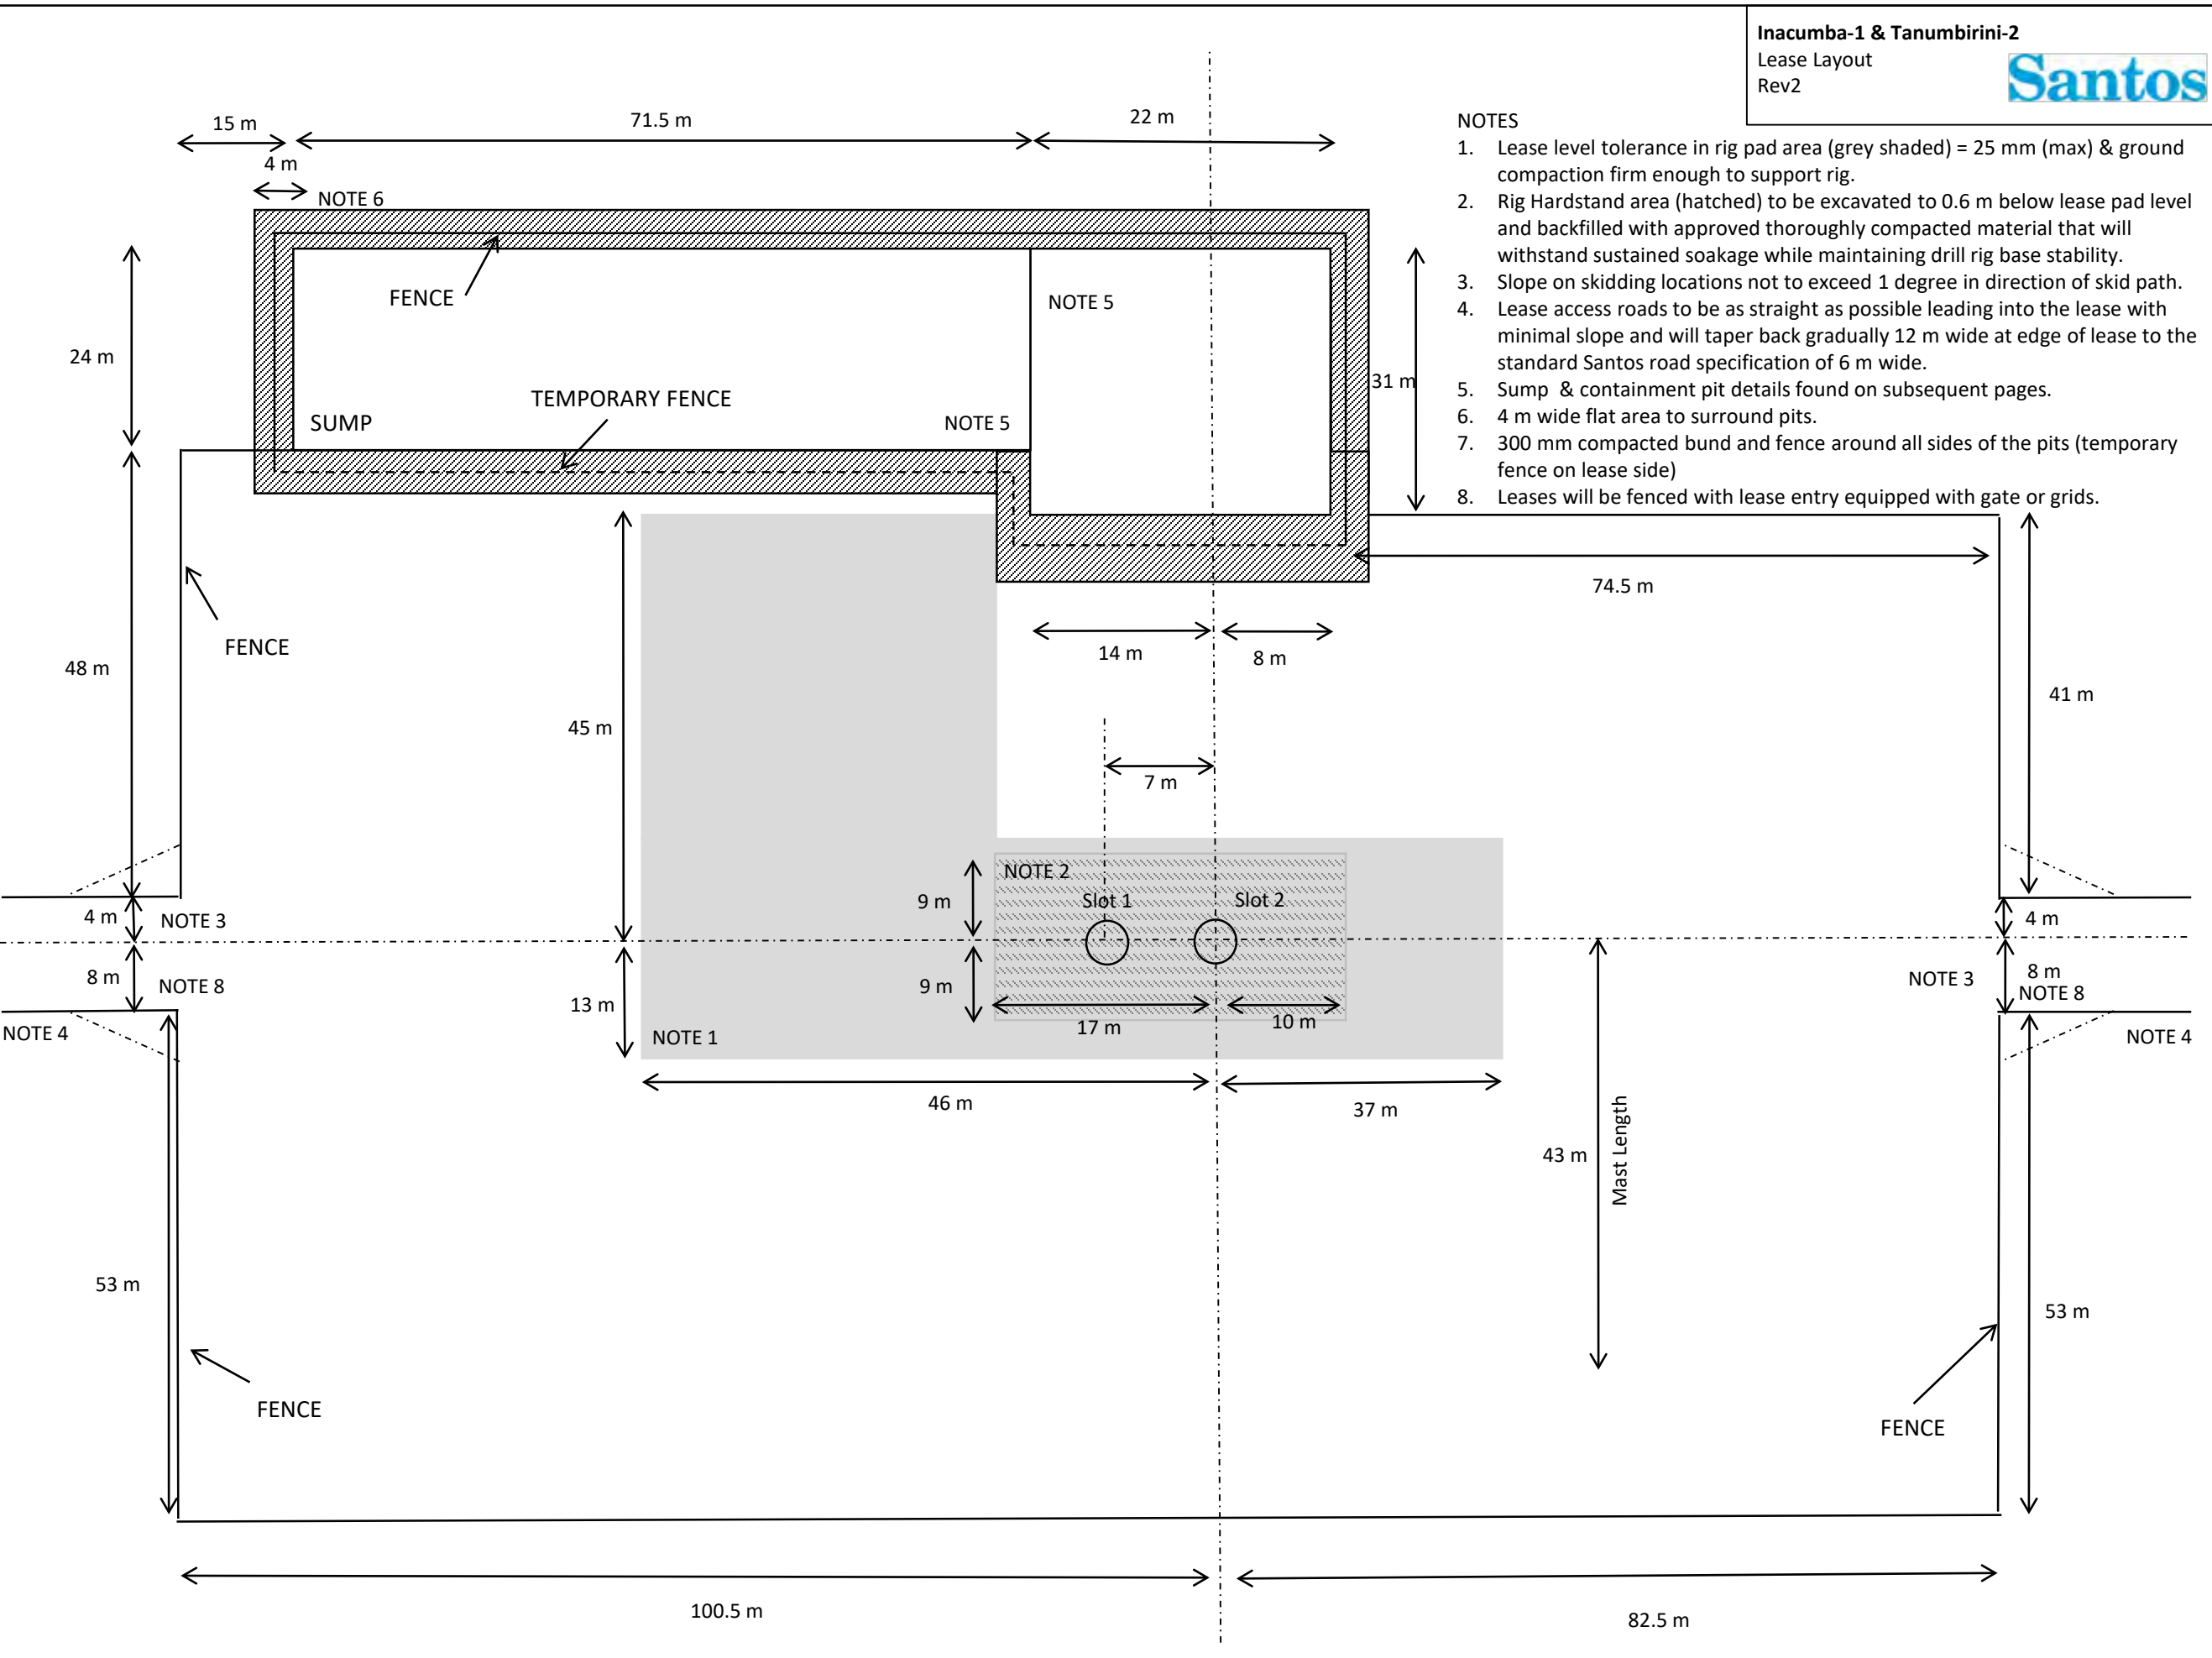 Inacumba-1 & Tanumbirini-2
Lease Layout
Rev2
Santos
15 m
71.5 m
22 m
4 m
NOTE 6
NOTES
1. Lease level tolerance in rig pad area (grey shaded) = 25 mm (max) & ground
compaction firm enough to support rig.
2. Rig Hardstand area (hatched) to be excavated to 0.6 m below lease pad level
and backfilled with approved thoroughly compacted material that will
withstand sustained soakage while maintaining drill rig base stability.
3. Slope on skidding locations not to exceed 1 degree in direction of skid path.
4. Lease access roads to be as straight as possible leading into the lease with
minimal slope and will taper back gradually 12 m wide at edge of lease to the
standard Santos road specification of 6 m wide.
5. Sump & containment pit details found on subsequent pages.
6. 4 m wide flat area to surround pits.
7. 300 mm compacted bund and fence around all sides of the pits (temporary
fence on lease side)
8. Leases will be fenced with lease entry equipped with gate or grids.
FENCE
NOTE 5
24 m
31 m
TEMPORARY FENCE
SUMP
NOTE 5
74.5 m
FENCE
14 m
8 m
48 m
41 m
45 m
7 m
NOTE 2
9 m
Slot 1
Slot 2
4 m
NOTE 3
4 m
8 m
NOTE 8
9 m
NOTE 3
8 m
NOTE 8
13 m
17 m
10 m
NOTE 4
NOTE 1
NOTE 4
46 m
37 m
43 m
Mast Length
53 m
53 m
FENCE
FENCE
100.5 m
82.5 m